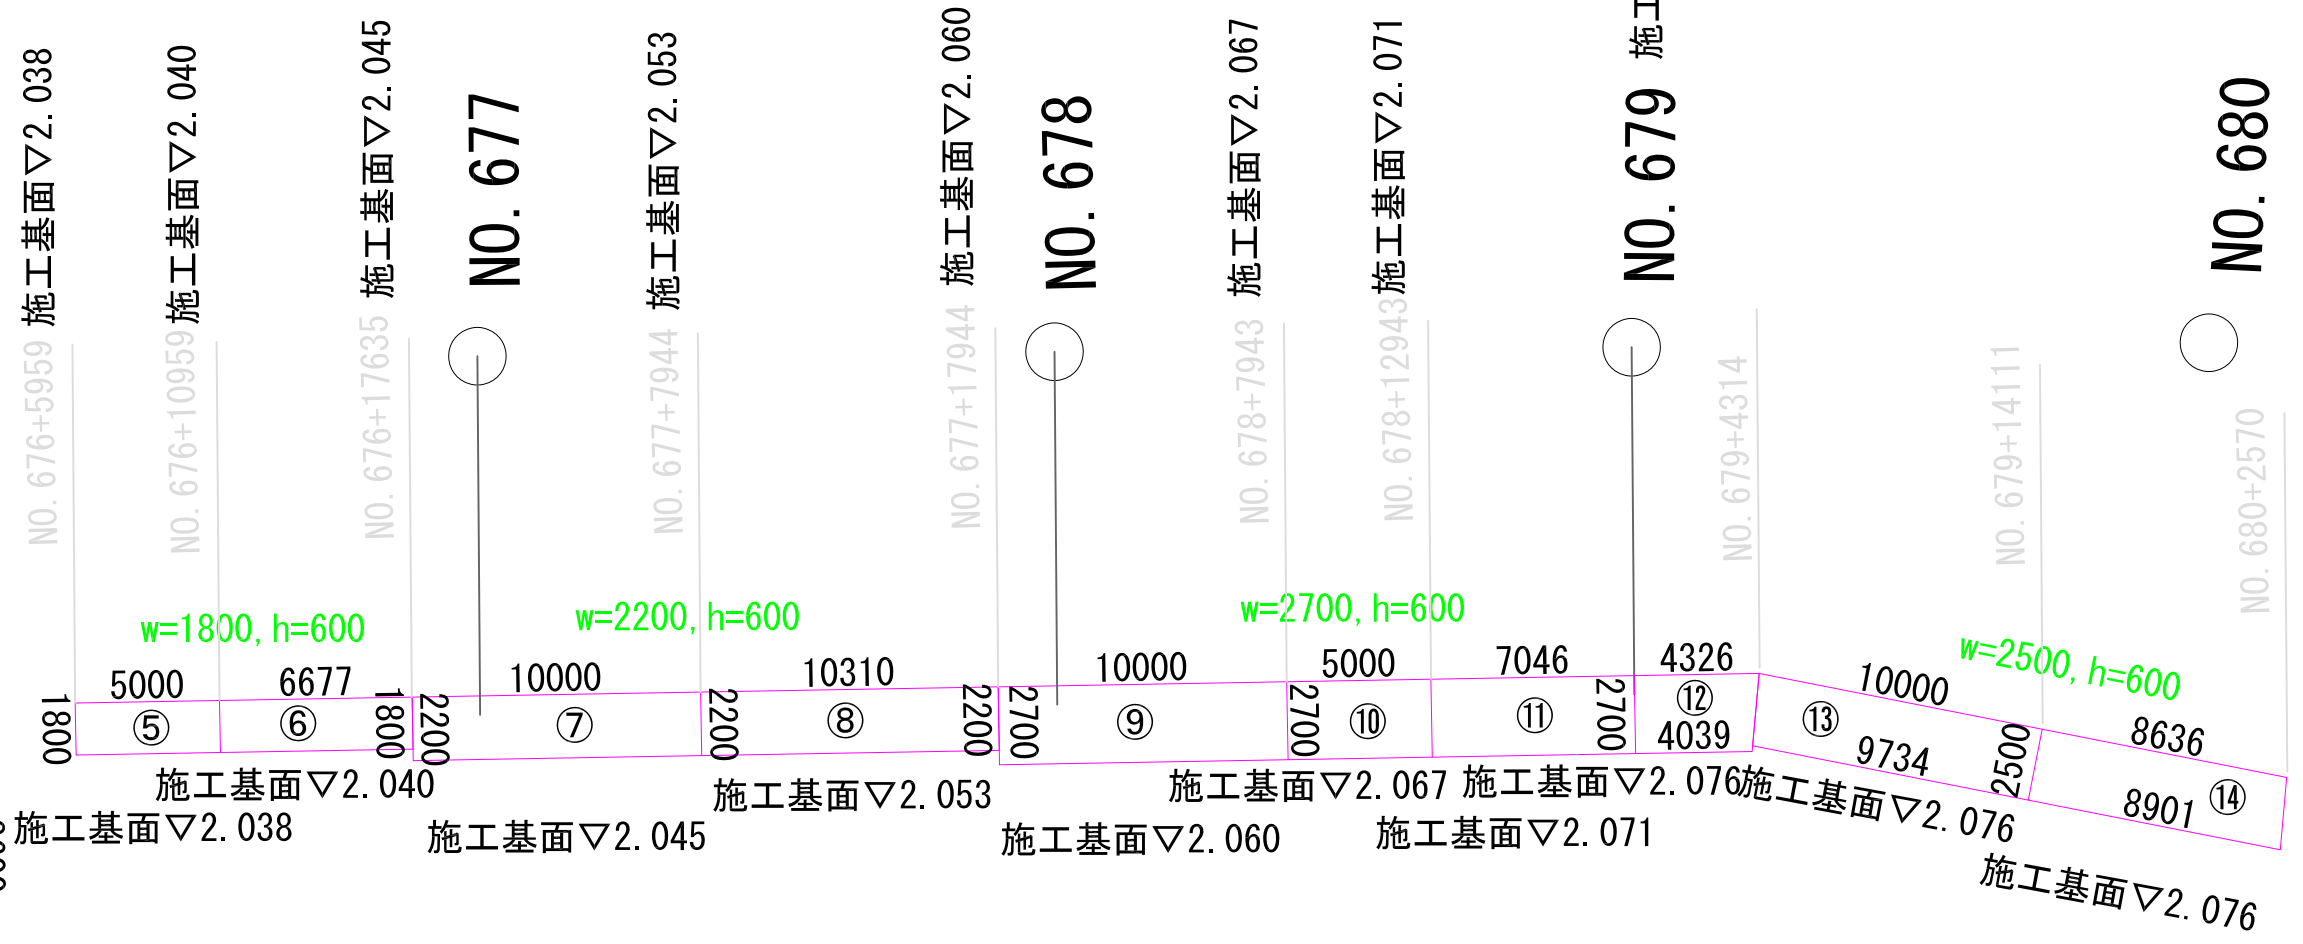 施工基面▽2.038
施工基面▽2.040
施工基面▽2.045
NO.677
施工基面▽2.053
施工基面▽2.060
NO.678
施工基面▽2.067
施工基面▽2.071
NO.679
施工
NO.680
NO.676+5959
NO.676+10959
NO.676+17635
NO.677+7944
NO.677+17944
NO.678+7943
NO.678+12943
NO.679+4314
NO.679+14111
NO.680+2570
w=1800, h=600
w=2200, h=600
w=2700, h=600
w=2500, h=600
5000
6677
10000
10310
10000
5000
7046
4326
10000
8636
1800
⑤
⑥
1800
2200
⑦
2200
⑧
2200
2700
⑨
2700
⑩
⑪
2700
⑫
4039
⑬
9734
2500
8901
⑭
施工基面▽2.040
施工基面▽2.053
施工基面▽2.067
施工基面▽2.076
施工基面▽2.076
施工基面▽2.038
施工基面▽2.045
施工基面▽2.060
施工基面▽2.071
施工基面▽2.076